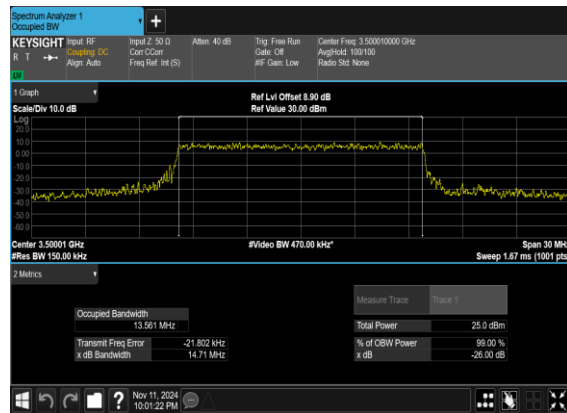 Spectrum Analyzer 1
Occupied BW
KEYSIGHT Input: RF Input Z: 50 Ω Atten: 40 dB Trig: Free Run Center Freq: 3.500010000 GHz
R T Coupling: DC Corr CCorr Gate: Off Avg|Hold: 100/100
Align: Auto Freq Ref: Int (S) #IF Gain: Low Radio Std: None
LW
1 Graph
Ref Lvl Offset 8.90 dB
Scale/Div 10.0 dB Ref Value 30.00 dBm
Log
20.0
10.0
0.00
-10.0
-20.0
-30.0
-40.0
-50.0
-60.0
Center 3.50001 GHz #Video BW 470.00 kHz* Span 30 MHz
#Res BW 150.00 kHz Sweep 1.67 ms (1001 pts
2 Metrics
Measure Trace Trace 1
Occupied Bandwidth
13.561 MHz Total Power 25.0 dBm
Transmit Freq Error -21.802 kHz % of OBW Power 99.00 %
x dB Bandwidth 14.71 MHz x dB -26.00 dB
Nov 11, 2024
10:01:22 PM